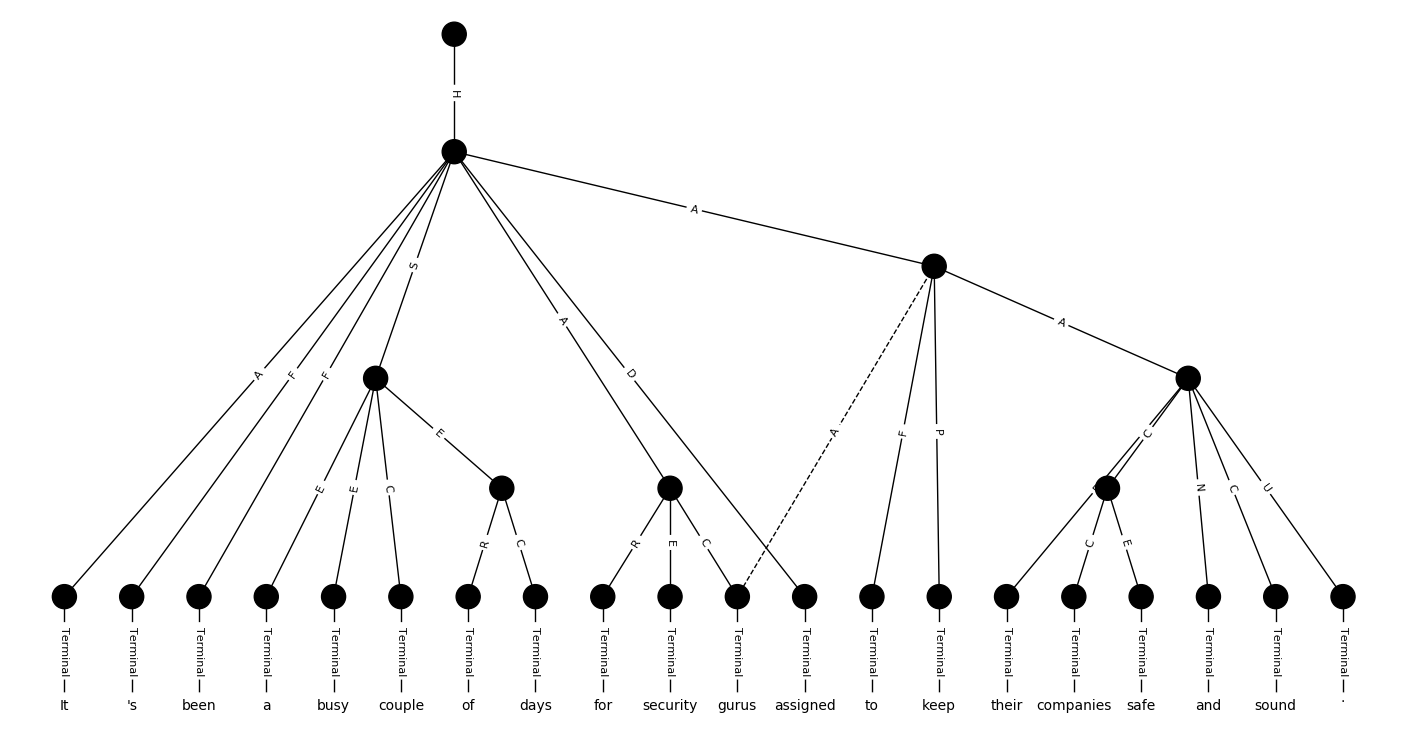 H
A
S
A
A
D
A
F
F
E
C
A
F
P
E
E
C
N
C
U
R
C
R
E
C
C
E
Terminal Terminal Terminal Terminal Terminal Terminal Terminal Terminal Terminal Terminal Terminal Terminal Terminal Terminal Terminal Terminal Terminal Terminal Terminal Terminal
It 's been a busy couple of days for security gurus assigned to keep their companies safe and sound .